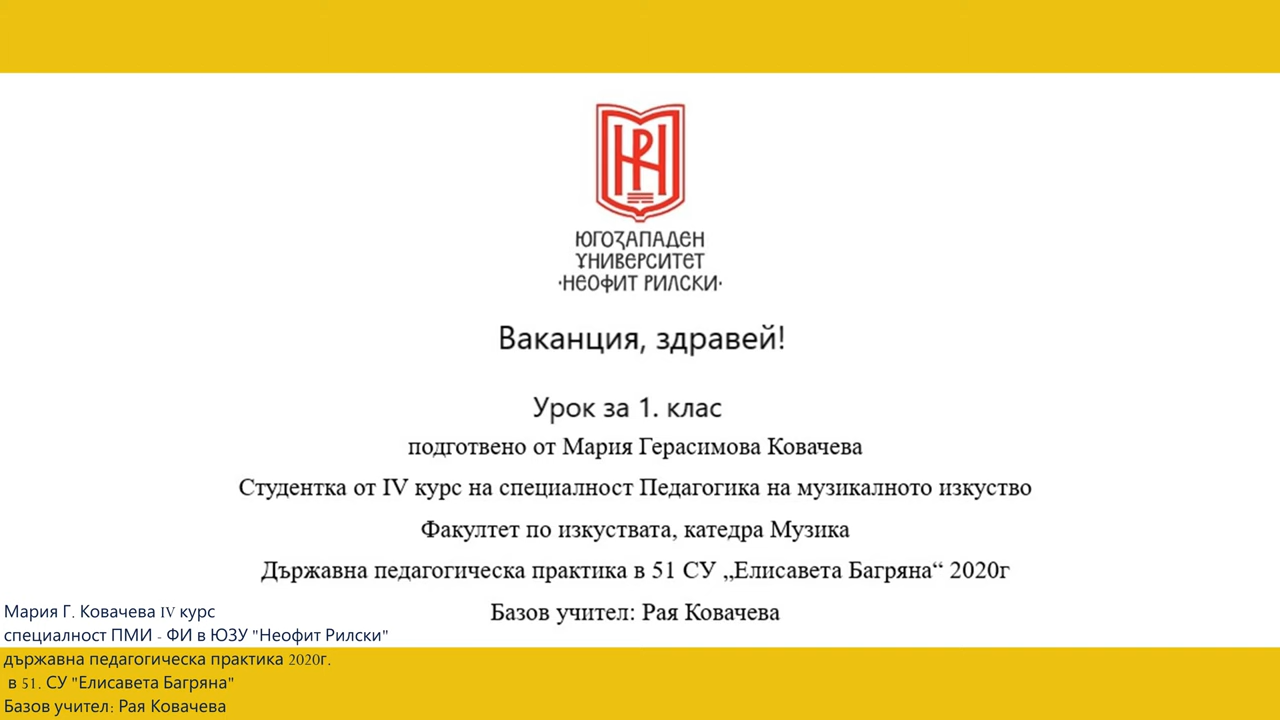 ЮГОЗАПАДЕН
УНИВЕРСИТЕТ
·НЕОФИТ РИЛСКИ·
Ваканция, здравей!
Урок за 1. клас
подготвено от Мария Герасимова Ковачева
Студентка от IV курс на специалност Педагогика на музикалното изкуство
Факултет по изкуствата, катедра Музика
Държавна педагогическа практика в 51 СУ „Елисавета Багряна“ 2020г
Базов учител: Рая Ковачева
Мария Г. Ковачева IV курс
специалност ПМИ - ФИ в ЮЗУ "Неофит Рилски"
държавна педагогическа практика 2020г.
в 51. СУ "Елисавета Багряна"
Базов учител: Рая Ковачева